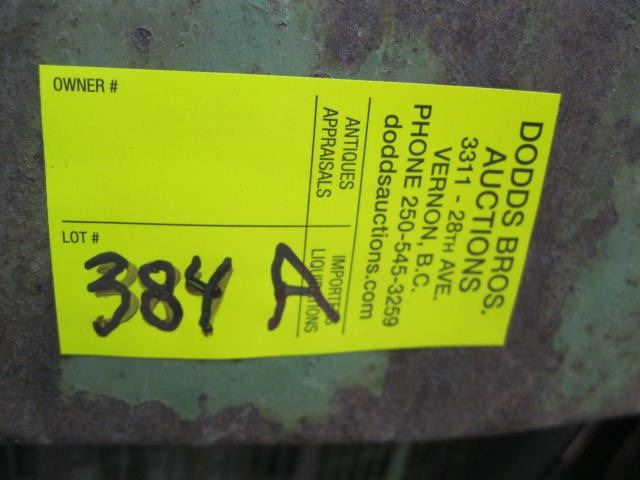 DODDS BROS.
AUCTIONS
3311 - 28TH AVE.
VERNON, B.C.
PHONE 250-545-3259
doddsauctions.com
ANTIQUES
APPRAISALS
IMPORTERS
LIQUIDATIONS
OWNER #
LOT #
384 A